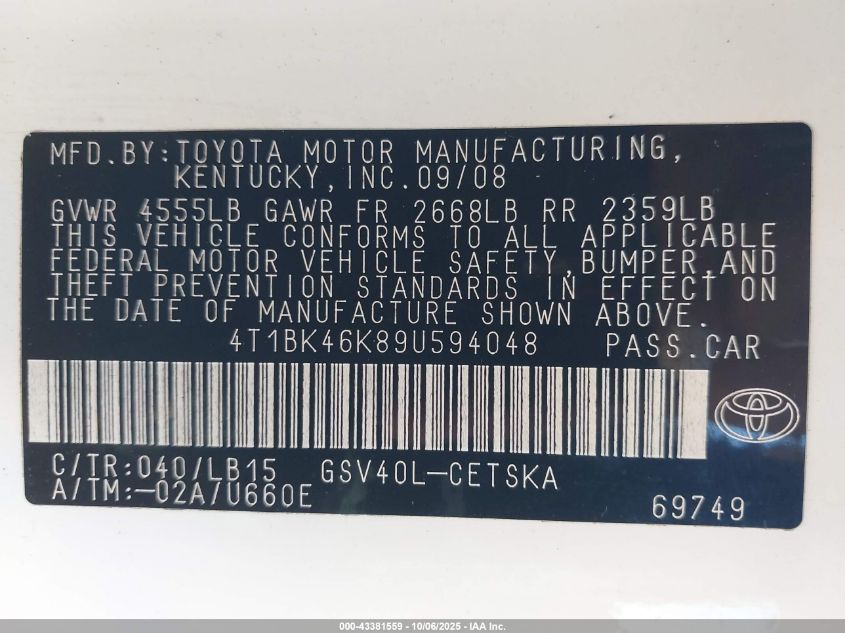 MFD.BY:TOYOTA MOTOR MANUFACTURING,
KENTUCKY,INC.09/08
GVWR 4555LB GAWR FR 2668LB RR 2359LB
THIS VEHICLE CONFORMS TO ALL APPLICABLE
FEDERAL MOTOR VEHICLE SAFETY,BUMPER,AND
THEFT PREVENTION STANDARDS IN EFFECT ON
THE DATE OF MANUFACTURE SHOWN ABOVE.
4T1BK46K89U594048 PASS.CAR
C/TR:040/LB15 GSV40L-CETSKA
A/TM:-02A/U660E
69749
000-43381559 - 10/06/2025 - IAA Inc.